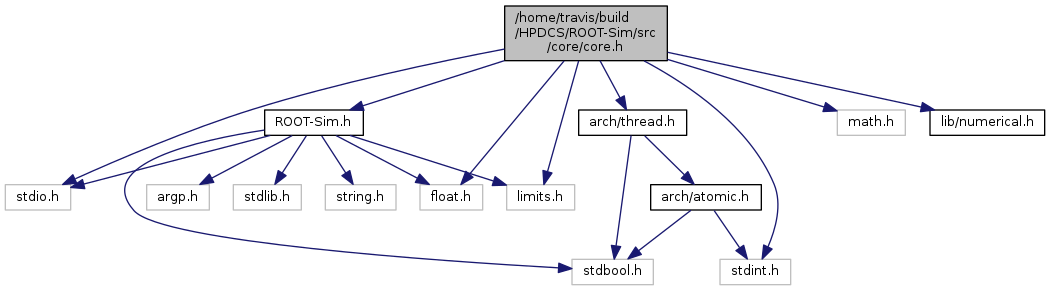 /home/travis/build
/HPDCS/ROOT-Sim/src
/core/core.h
ROOT-Sim.h
arch/thread.h
math.h
lib/numerical.h
stdio.h
argp.h
stdlib.h
string.h
float.h
limits.h
arch/atomic.h
stdbool.h
stdint.h